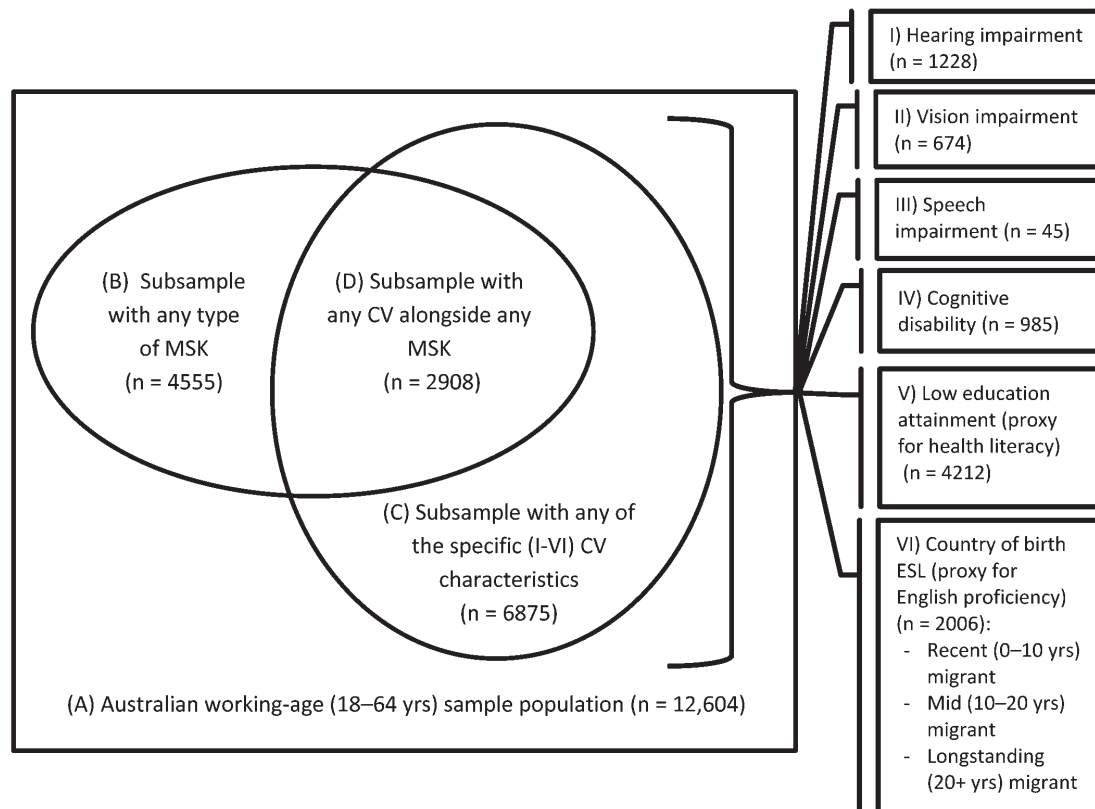 (B) Subsample
with any type
of MSK
(n = 4555)
(D) Subsample with
any CV alongside any
MSK
(n = 2908)
(C) Subsample with any of
the specific (I-VI) CV
characteristics
(n = 6875)
(A) Australian working-age (18–64 yrs) sample population (n = 12,604)
I) Hearing impairment
(n = 1228)
II) Vision impairment
(n = 674)
III) Speech
impairment (n = 45)
IV) Cognitive
disability (n = 985)
V) Low education
attainment (proxy
for health literacy)
(n = 4212)
VI) Country of birth
ESL (proxy for
English proficiency)
(n = 2006):
- Recent (0–10 yrs)
migrant
- Mid (10–20 yrs)
migrant
- Longstanding
(20+ yrs) migrant